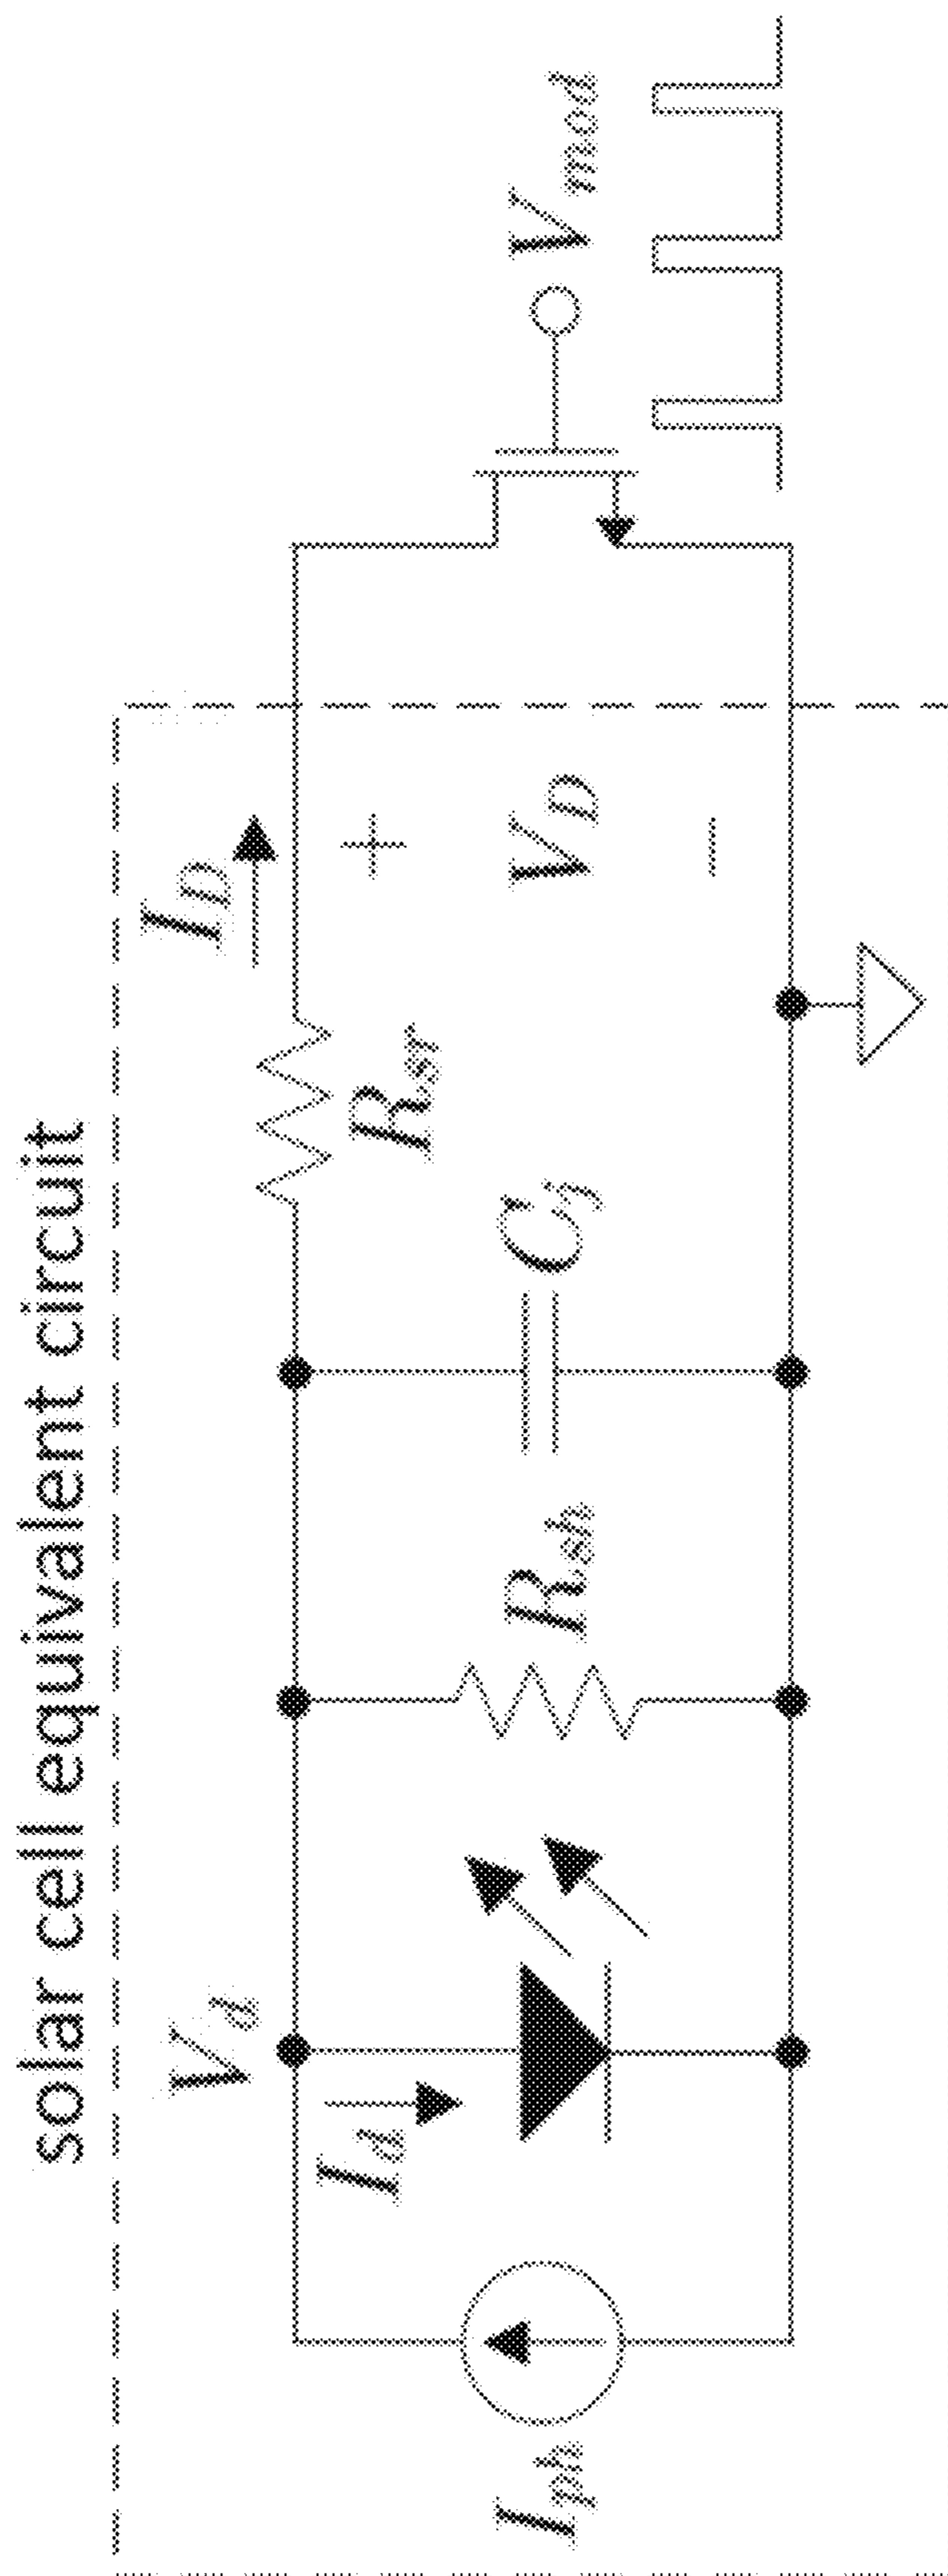 solar cell equivalent circuit
I_ph
I_d
V_d
R_sh
C_j
R_sr
I_D
+
V_D
−
V_mod